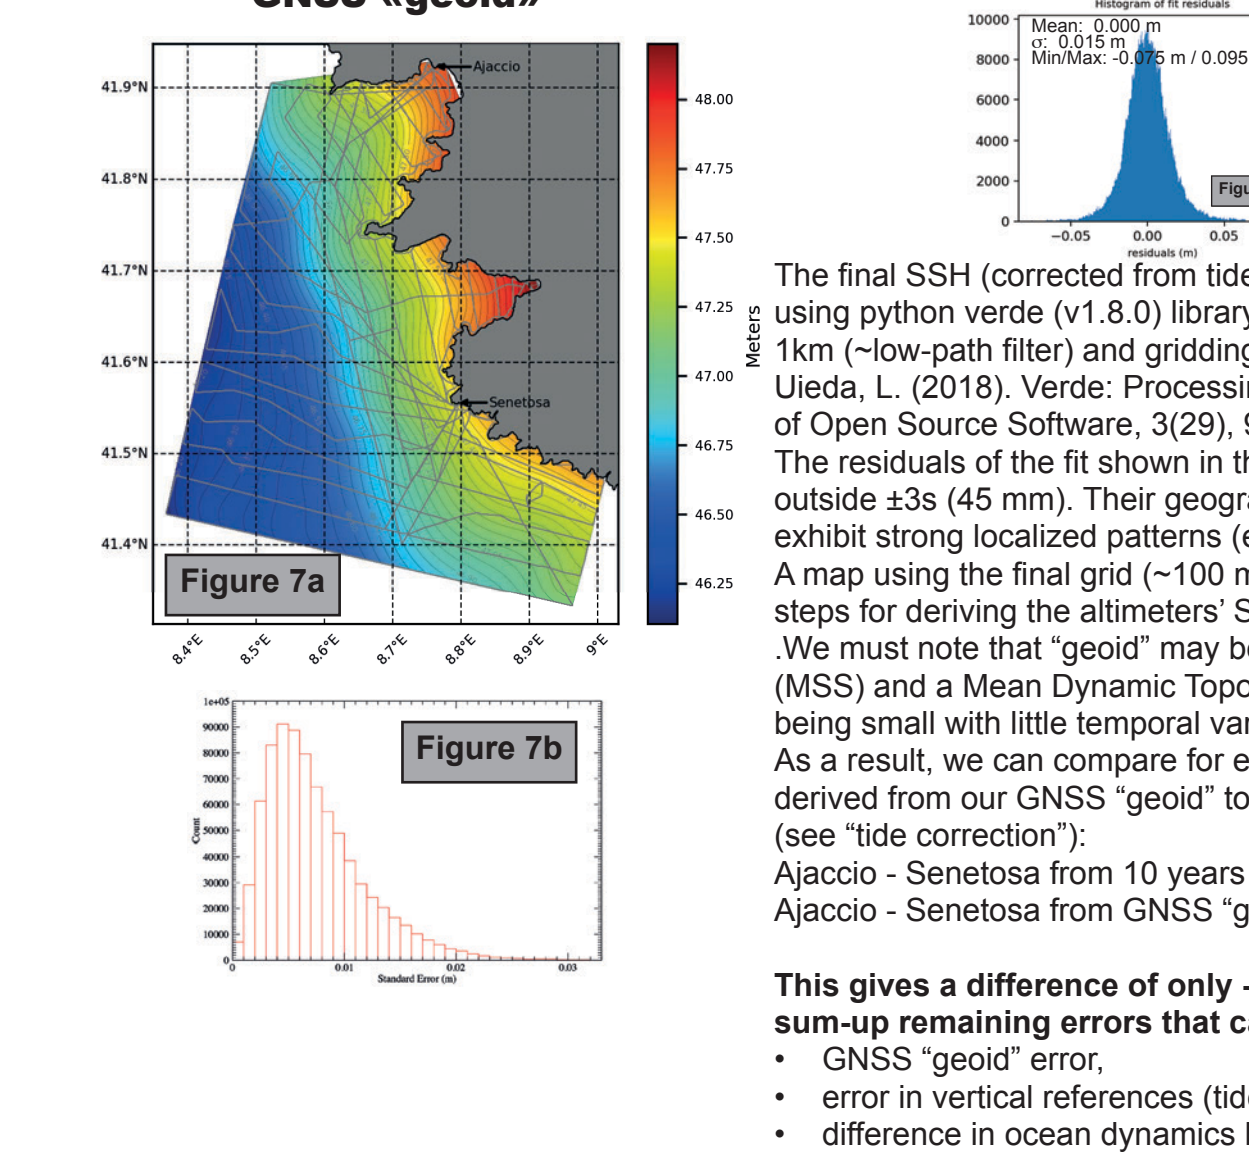 GNSS «geoid»
Ajaccio
Senetosa
41.9°N
41.8°N
41.7°N
41.6°N
41.5°N
41.4°N
8.4°E
8.5°E
8.6°E
8.7°E
8.8°E
8.9°E
9°E
Figure 7a
48.00
47.75
47.50
47.25
47.00
46.75
46.50
46.25
Meters
1e+05
90000
80000
70000
60000
50000
40000
30000
20000
10000
0
Count
Figure 7b
0
0.01
0.02
0.03
Standard Error (m)
Histogram of fit residuals
10000
8000
6000
4000
2000
0
Mean: 0.000 m
σ: 0.015 m
Min/Max: -0.075 m / 0.095
Figu
−0.05
0.00
0.05
residuals (m)
The final SSH (corrected from tide
using python verde (v1.8.0) library
1km (~low-path filter) and gridding
Uieda, L. (2018). Verde: Processin
of Open Source Software, 3(29), 9
The residuals of the fit shown in th
outside ±3s (45 mm). Their geogra
exhibit strong localized patterns (e
A map using the final grid (~100 m
steps for deriving the altimeters’ S
.We must note that “geoid” may be
(MSS) and a Mean Dynamic Topo
being small with little temporal var
As a result, we can compare for e
derived from our GNSS “geoid” to
(see “tide correction”):
Ajaccio - Senetosa from 10 years
Ajaccio - Senetosa from GNSS “g
This gives a difference of only -
sum-up remaining errors that ca
• GNSS “geoid” error,
• error in vertical references (tid
• difference in ocean dynamics